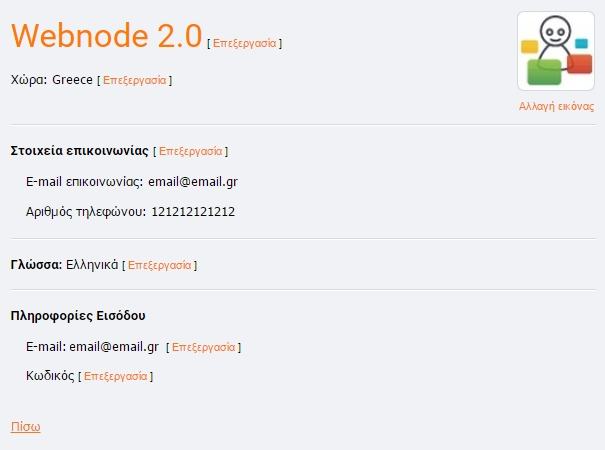 Webnode 2.0 [ Επεξεργασία ]
Χώρα: Greece [ Επεξεργασία ]
Αλλαγή εικόνας
Στοιχεία επικοινωνίας [ Επεξεργασία ]
E-mail επικοινωνίας: email@email.gr
Αριθμός τηλεφώνου: 121212121212
Γλώσσα: Ελληνικά [ Επεξεργασία ]
Πληροφορίες Εισόδου
E-mail: email@email.gr [ Επεξεργασία ]
Κωδικός [ Επεξεργασία ]
Πίσω